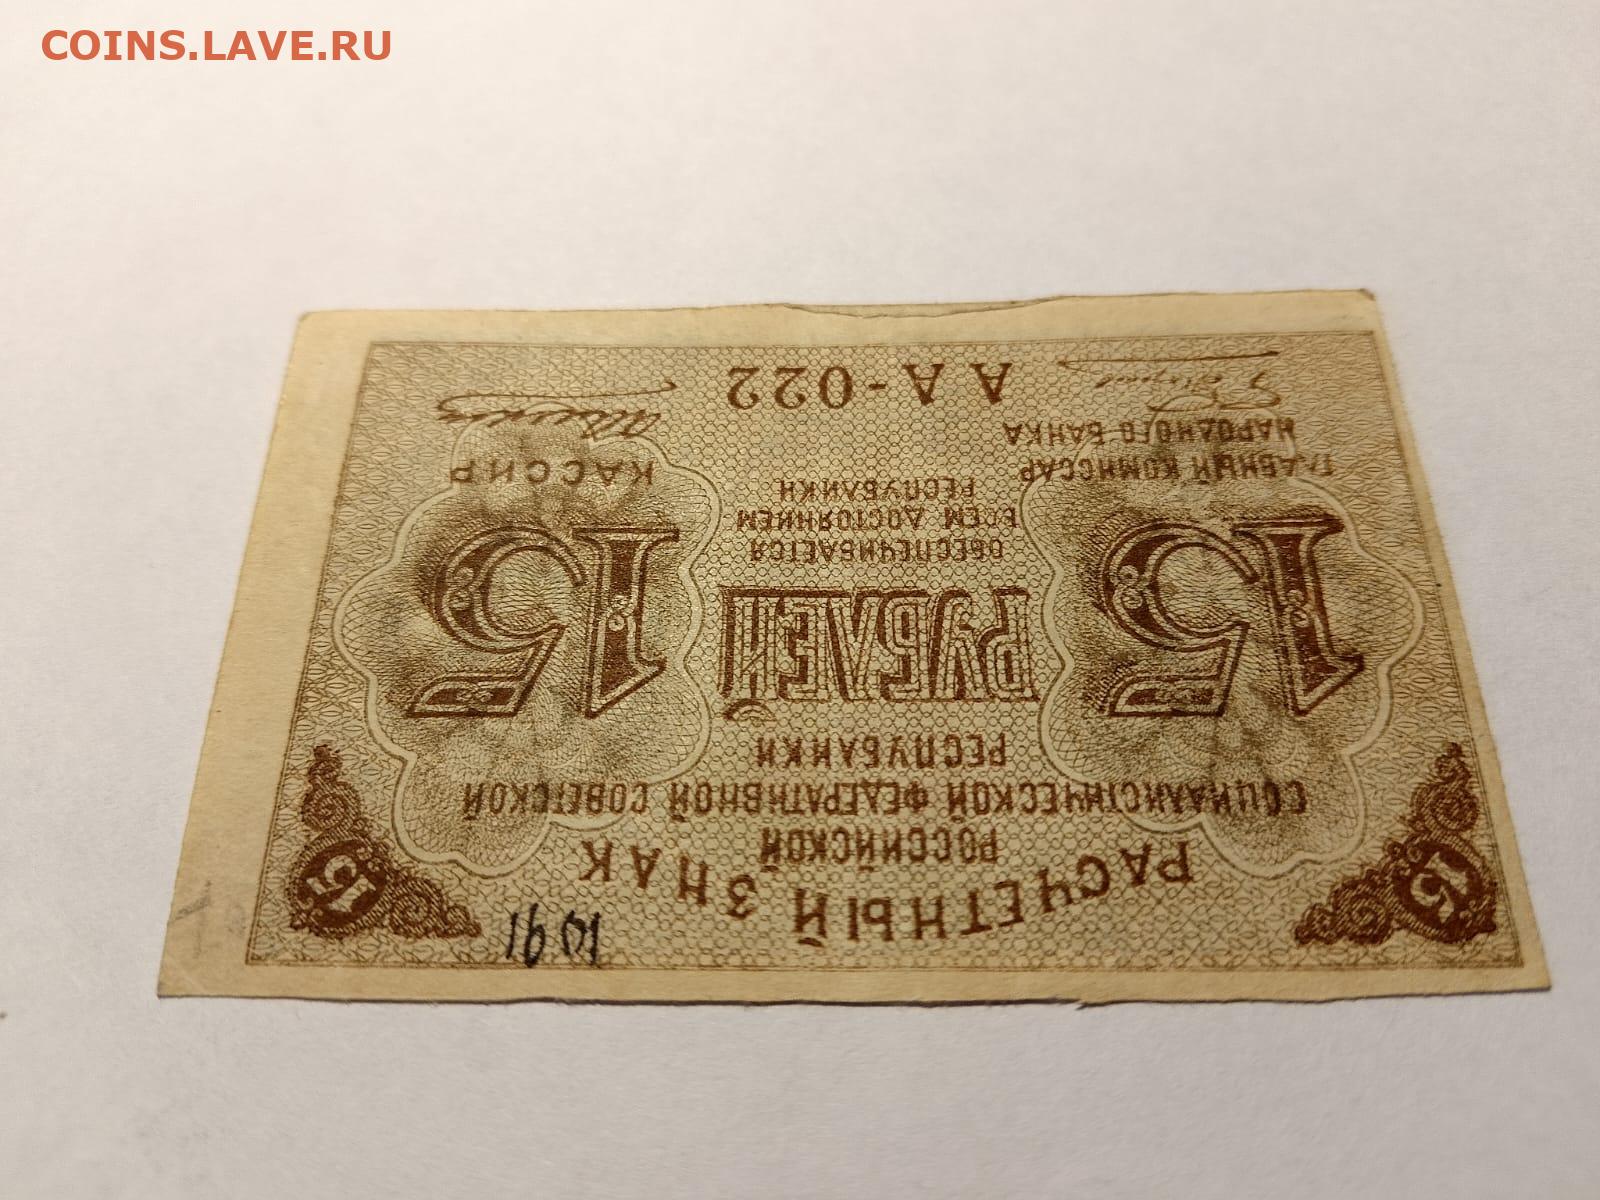 COINS.LAVE.RU
1091
РАСЧЕТНЫЙ ЗНАК
РОССИЙСКОЙ
СОЦИАЛИСТИЧЕСКОЙ ФЕДЕРАТИВНОЙ СОВЕТСКОЙ
РЕСПУБЛИКИ
15
15
15 РУБЛЕЙ 15
ОБЕСПЕЧИВАЕТСЯ
ВСЕМ ДОСТОЯНИЕМ
РЕСПУБЛИКИ
ГЛАВНЫЙ КОМИССАР
НАРОДНОГО БАНКА
КАССИР
АА-022